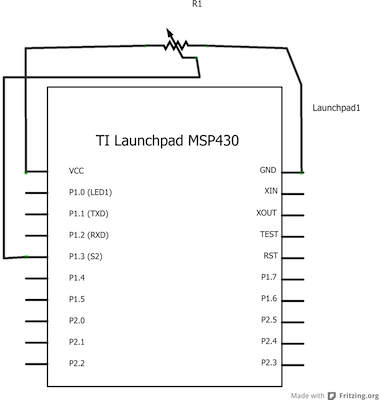 R1
Launchpad1
TI Launchpad MSP430
VCC
GND
P1.0 (LED1)
XIN
P1.1 (TXD)
XOUT
P1.2 (RXD)
TEST
P1.3 (S2)
RST
P1.4
P1.7
P1.5
P1.6
P2.0
P2.5
P2.1
P2.4
P2.2
P2.3
Made with Fritzing.org